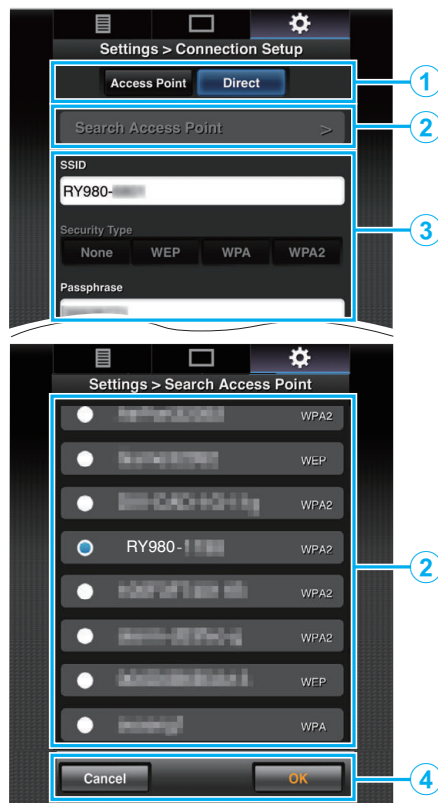 Settings > Connection Setup
Access Point Direct
1
Search Access Point >
2
SSID
RY980-
3
Security Type
None WEP WPA WPA2
Passphrase
Settings > Search Access Point
WPA2
WEP
WPA2
RY980- WPA2
2
WPA2
WPA2
WEP
WPA
Cancel OK
4